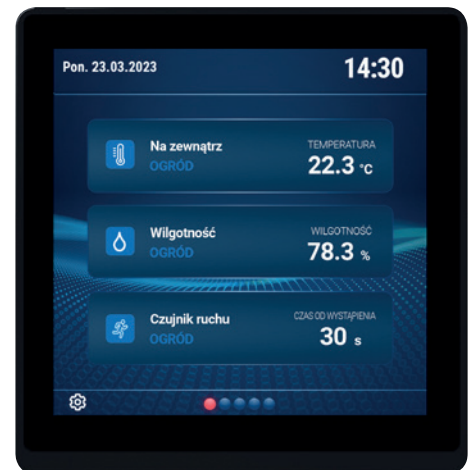 Pon. 23.03.2023
14:30
Na zewnątrz
OGRÓD
TEMPERATURA
22.3 °C
Wilgotność
OGRÓD
WILGOTNOŚĆ
78.3 %
Czujnik ruchu
OGRÓD
CZAS OD WYSTĄPIENIA
30 s